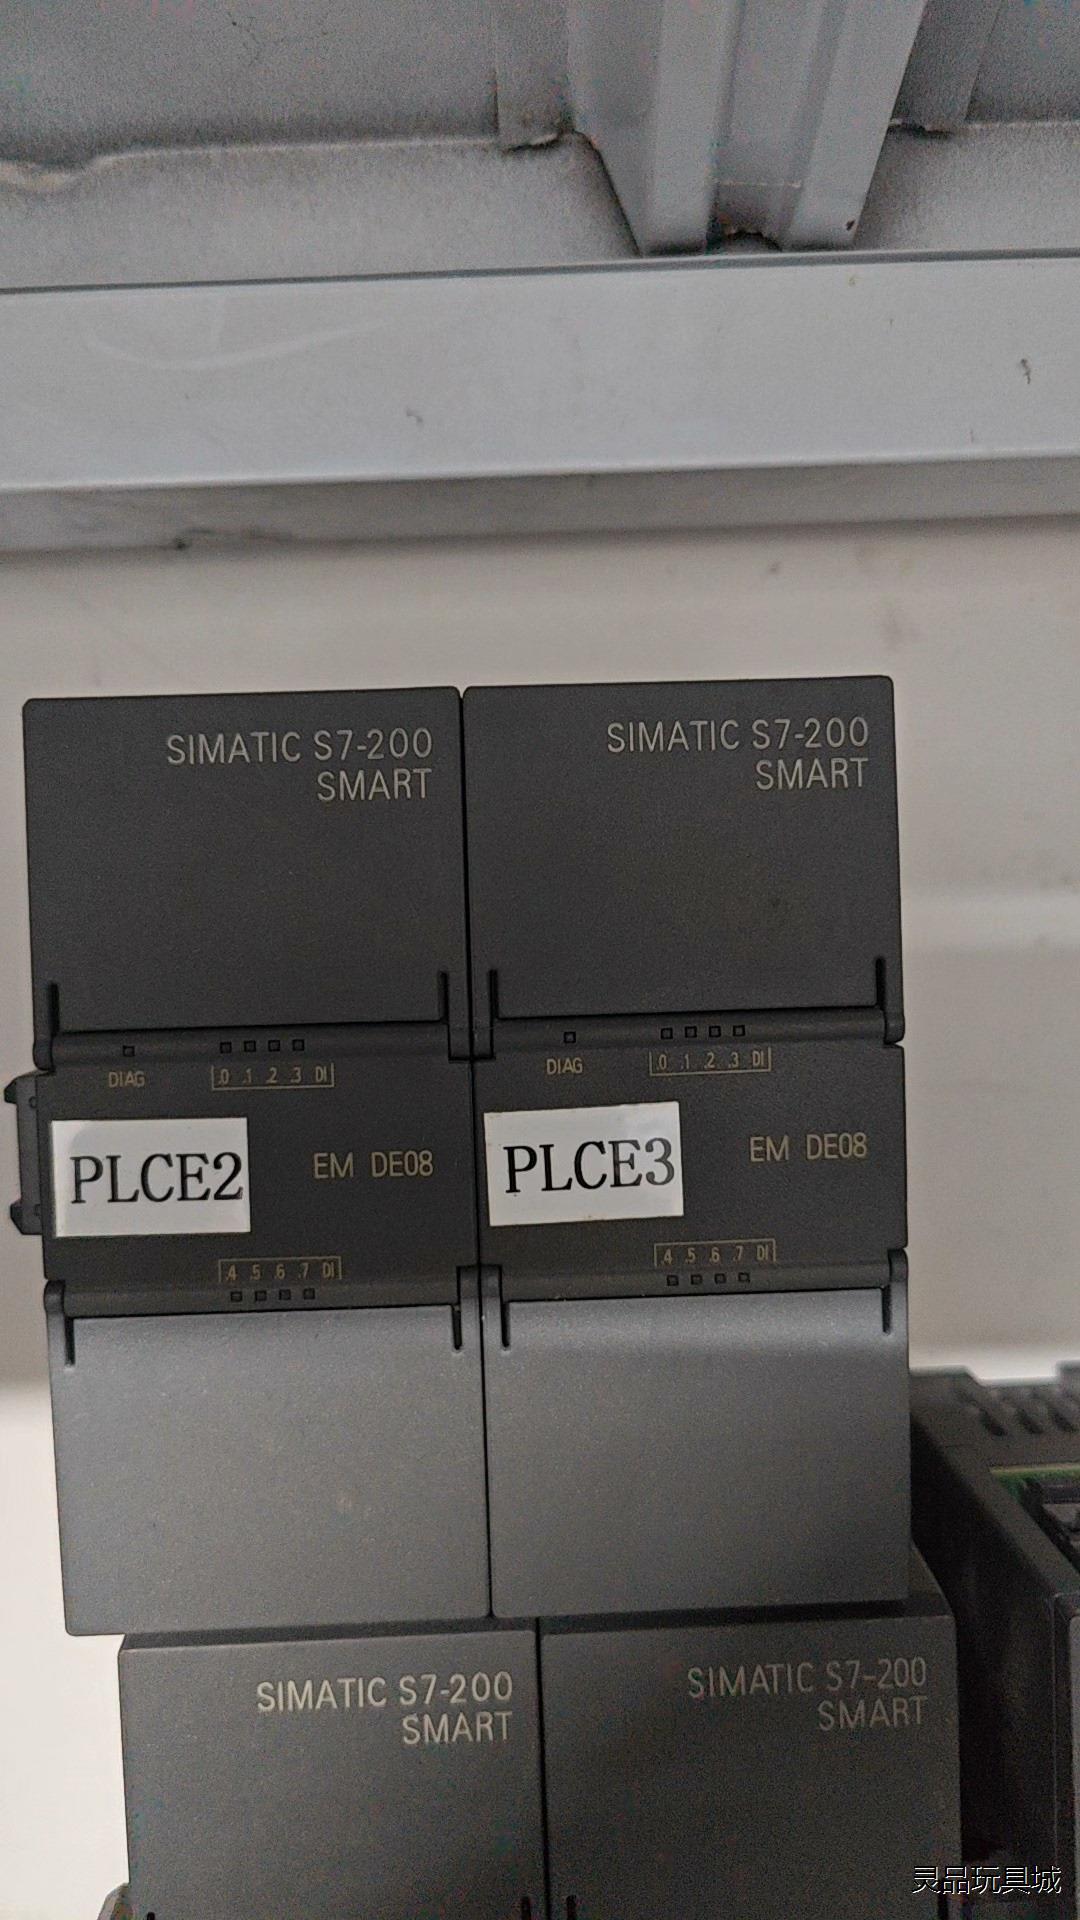 SIMATIC S7-200
SMART
DIAG
.0 .1 .2 .3 DI
PLCE2
EM DE08
.4 .5 .6 .7 DI
SIMATIC S7-200
SMART
DIAG
.0 .1 .2 .3 DI
PLCE3
EM DE08
.4 .5 .6 .7 DI
SIMATIC S7-200
SMART
SIMATIC S7-200
SMART
灵品玩具城